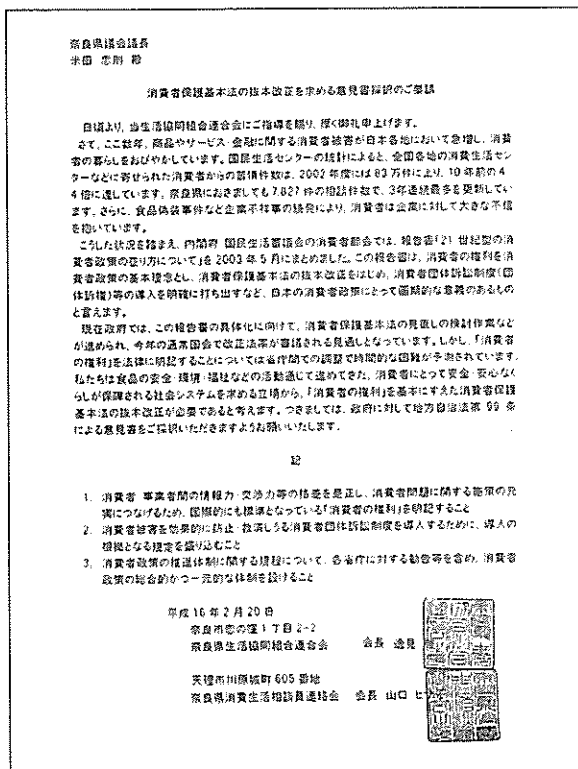 奈良県議会議長
米田 忠則 殿
消費者保護基本法の抜本改正を求める意見書採択のご要請
日頃より、当生活協同組合連合会にご指導を賜り、厚く御礼申上げます。
さて、ここ数年、商品やサービス・金融に関する消費者被害が日本各地において急増し、消費
者の暮らしをおびやかしています。国民生活センターの統計によると、全国各地の消費生活セン
ターなどに寄せられた消費者からの苦情件数は、2002年度には83万件に上り、10年前の4.
4倍に達しています。奈良県におきましても7,827件の相談件数で、3年連続最多を更新してい
ます。さらに、食品偽装事件など企業不祥事の続発により、消費者は企業に対して大きな不信
を抱いています。
こうした状況を踏まえ、内閣府 国民生活審議会の消費者部会では、報告書「21世紀型の消
費者政策の在り方について」を2003年5月にまとめました。この報告書は、消費者の権利を消
費者政策の基本理念とし、消費者保護基本法の抜本改正をはじめ、消費者団体訴訟制度(団
体訴権)等の導入を明確に打ち出すなど、日本の消費者政策にとって画期的な意義のあるもの
と言えます。
現在政府では、この報告書の具体化に向けて、消費者保護基本法の見直しの検討作業など
が進められ、今年の通常国会で改正法案が審議される見通しとなっています。しかし、「消費者
の権利」を法律に明記することについては省庁間での調整で時間的な困難が予測されています。
私たちは食品の安全・環境・福祉などの活動通じて進めてきた、消費者にとって安全・安心なく
らしが保障される社会システムを求める立場から、「消費者の権利」を基本にすえた消費者保護
基本法の抜本改正が必要であると考えます。つきましては、政府に対して地方自治法第99条
による意見書をご採択いただきますようお願いいたします。
記
1. 消費者 事業者間の情報力・交渉力等の格差を是正し、消費者問題に関する施策の充
実につなげるため、国際的にも標準となっている「消費者の権利」を明記すること
2. 消費者被害を効果的に防止・救済しうる消費者団体訴訟制度を導入するために、導入の
根拠となる規定を盛り込むこと
3. 消費者政策の推進体制に関する規程について、各省庁に対する勧告等を含め、消費者
政策の総合的かつ一元的な体制を設けること
平成16年2月20日
奈良市恋の窪1丁目2-2
奈良県生活協同組合連合会 会長 逸見
天理市川原城町605番地
奈良県消費生活相談員連絡会 会長 山口